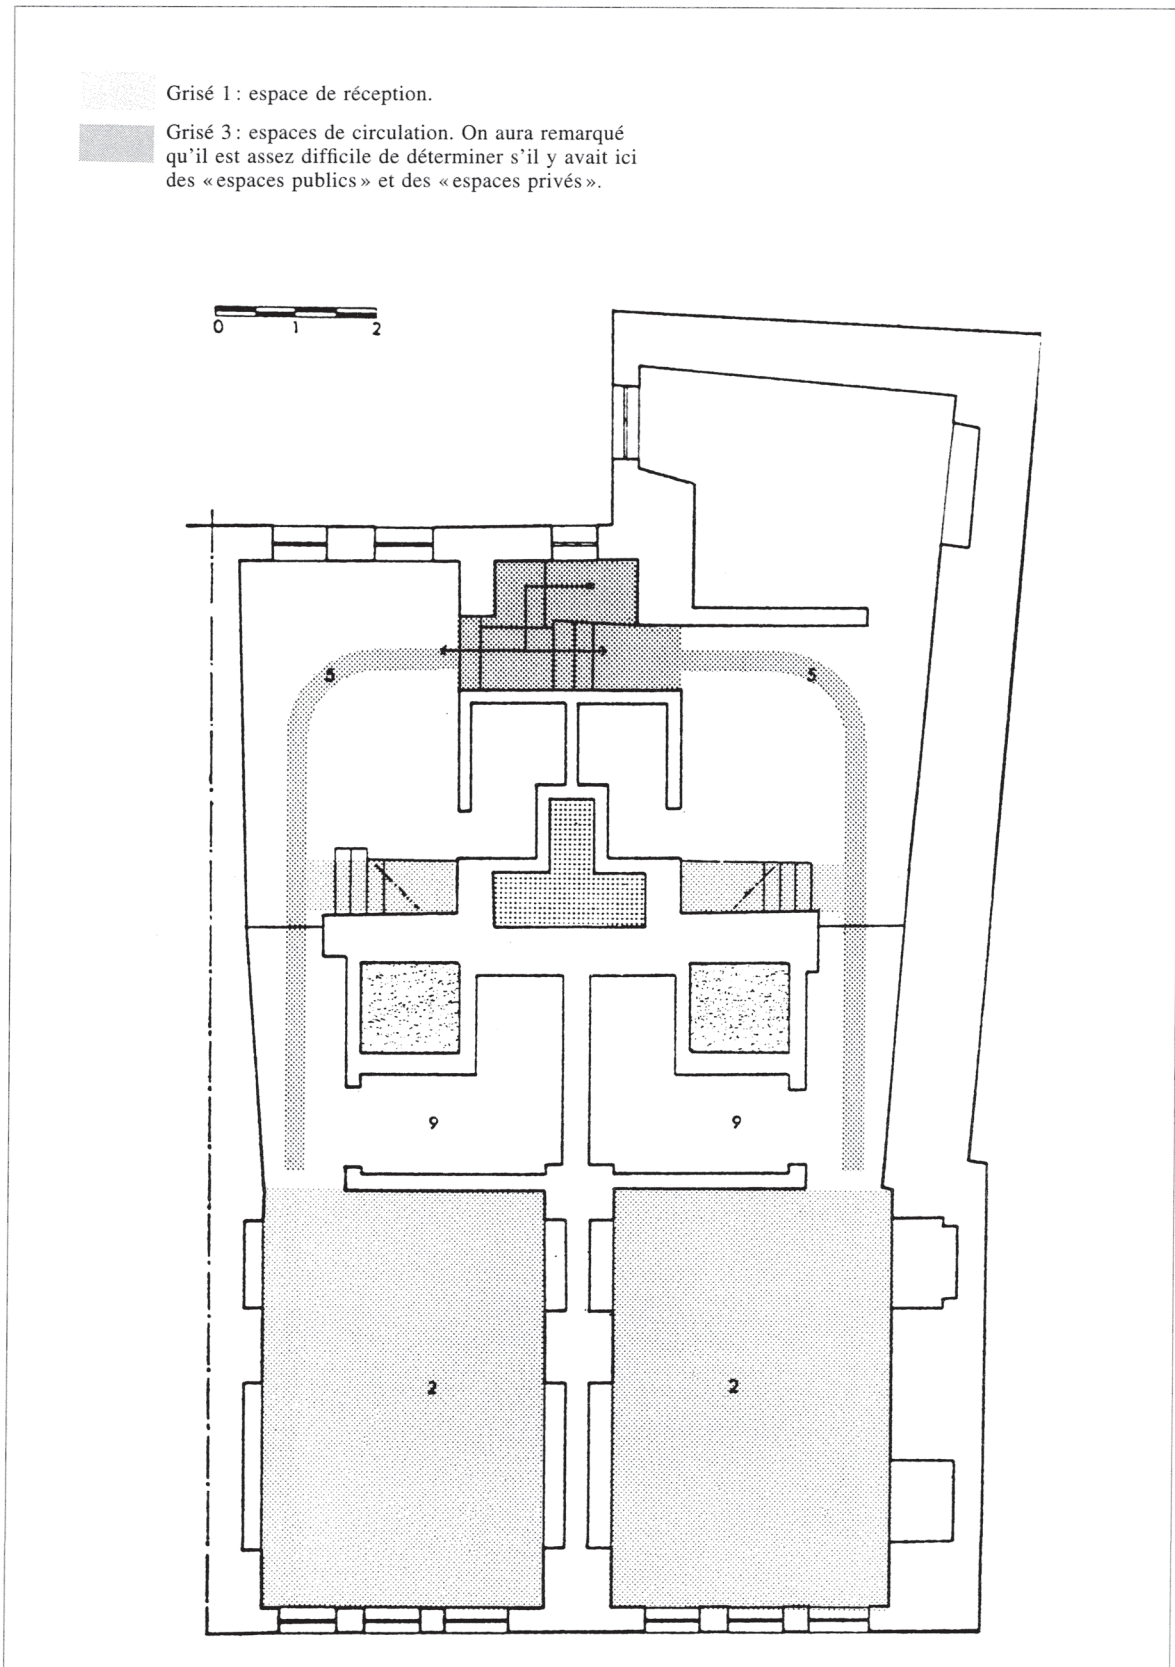 Grisé 1 : espace de réception.
Grisé 3 : espaces de circulation. On aura remarqué
qu'il est assez difficile de déterminer s'il y avait ici
des « espaces publics » et des « espaces privés ».
0 1 2
5 5
9 9
2 2